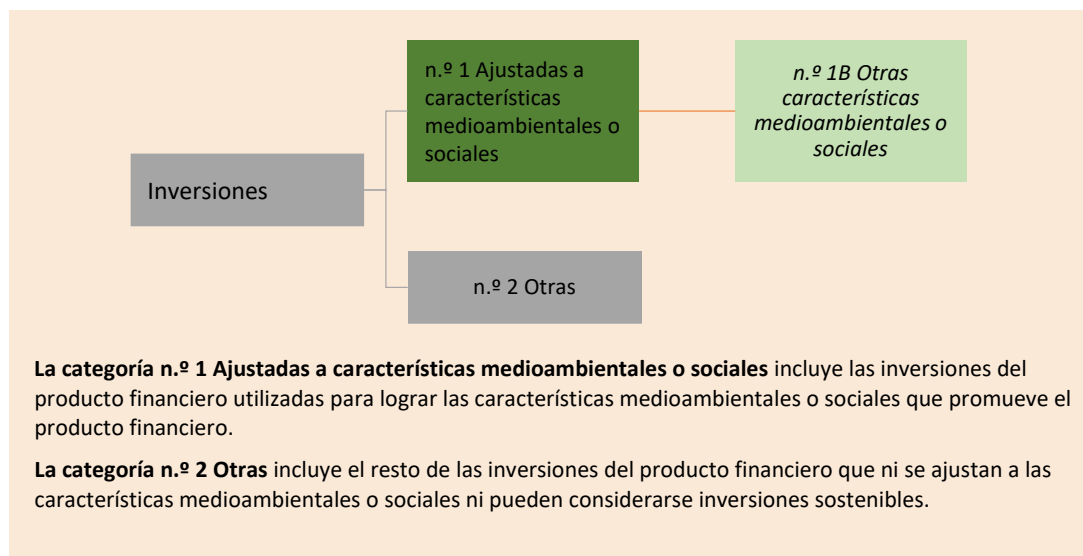 n.º 1 Ajustadas a
características
medioambientales o
sociales
n.º 1B Otras
características
medioambientales o
sociales
Inversiones
n.º 2 Otras
La categoría n.º 1 Ajustadas a características medioambientales o sociales incluye las inversiones del
producto financiero utilizadas para lograr las características medioambientales o sociales que promueve el
producto financiero.
La categoría n.º 2 Otras incluye el resto de las inversiones del producto financiero que ni se ajustan a las
características medioambientales o sociales ni pueden considerarse inversiones sostenibles.